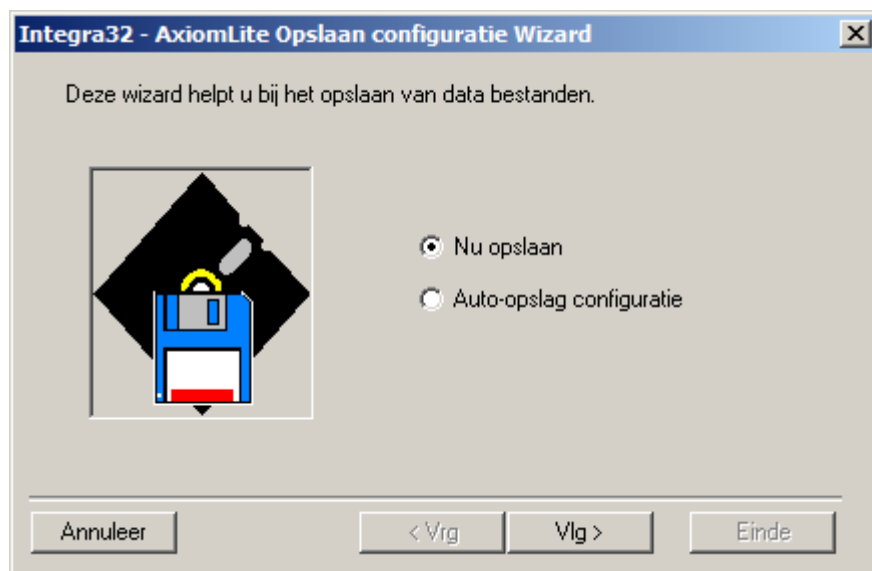 Integra32 - AxiomLite Opslaan configuratie Wizard
Deze wizard helpt u bij het opslaan van data bestanden.
Nu opslaan
Auto-opslag configuratie
Annuleer
< Vrg
Vlg >
Einde